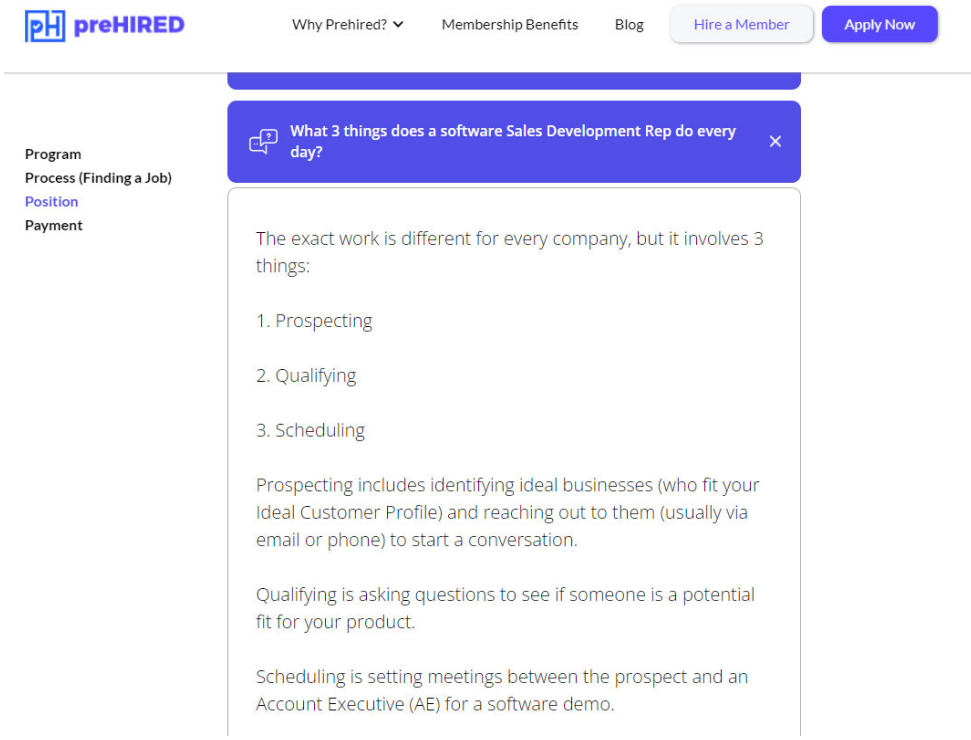 pH preHIRED
Why Prehired?
Membership Benefits
Blog
Hire a Member
Apply Now
Program
Process (Finding a Job)
Position
Payment
What 3 things does a software Sales Development Rep do every
day?
The exact work is different for every company, but it involves 3
things:
1. Prospecting
2. Qualifying
3. Scheduling
Prospecting includes identifying ideal businesses (who fit your
Ideal Customer Profile) and reaching out to them (usually via
email or phone) to start a conversation.
Qualifying is asking questions to see if someone is a potential
fit for your product.
Scheduling is setting meetings between the prospect and an
Account Executive (AE) for a software demo.